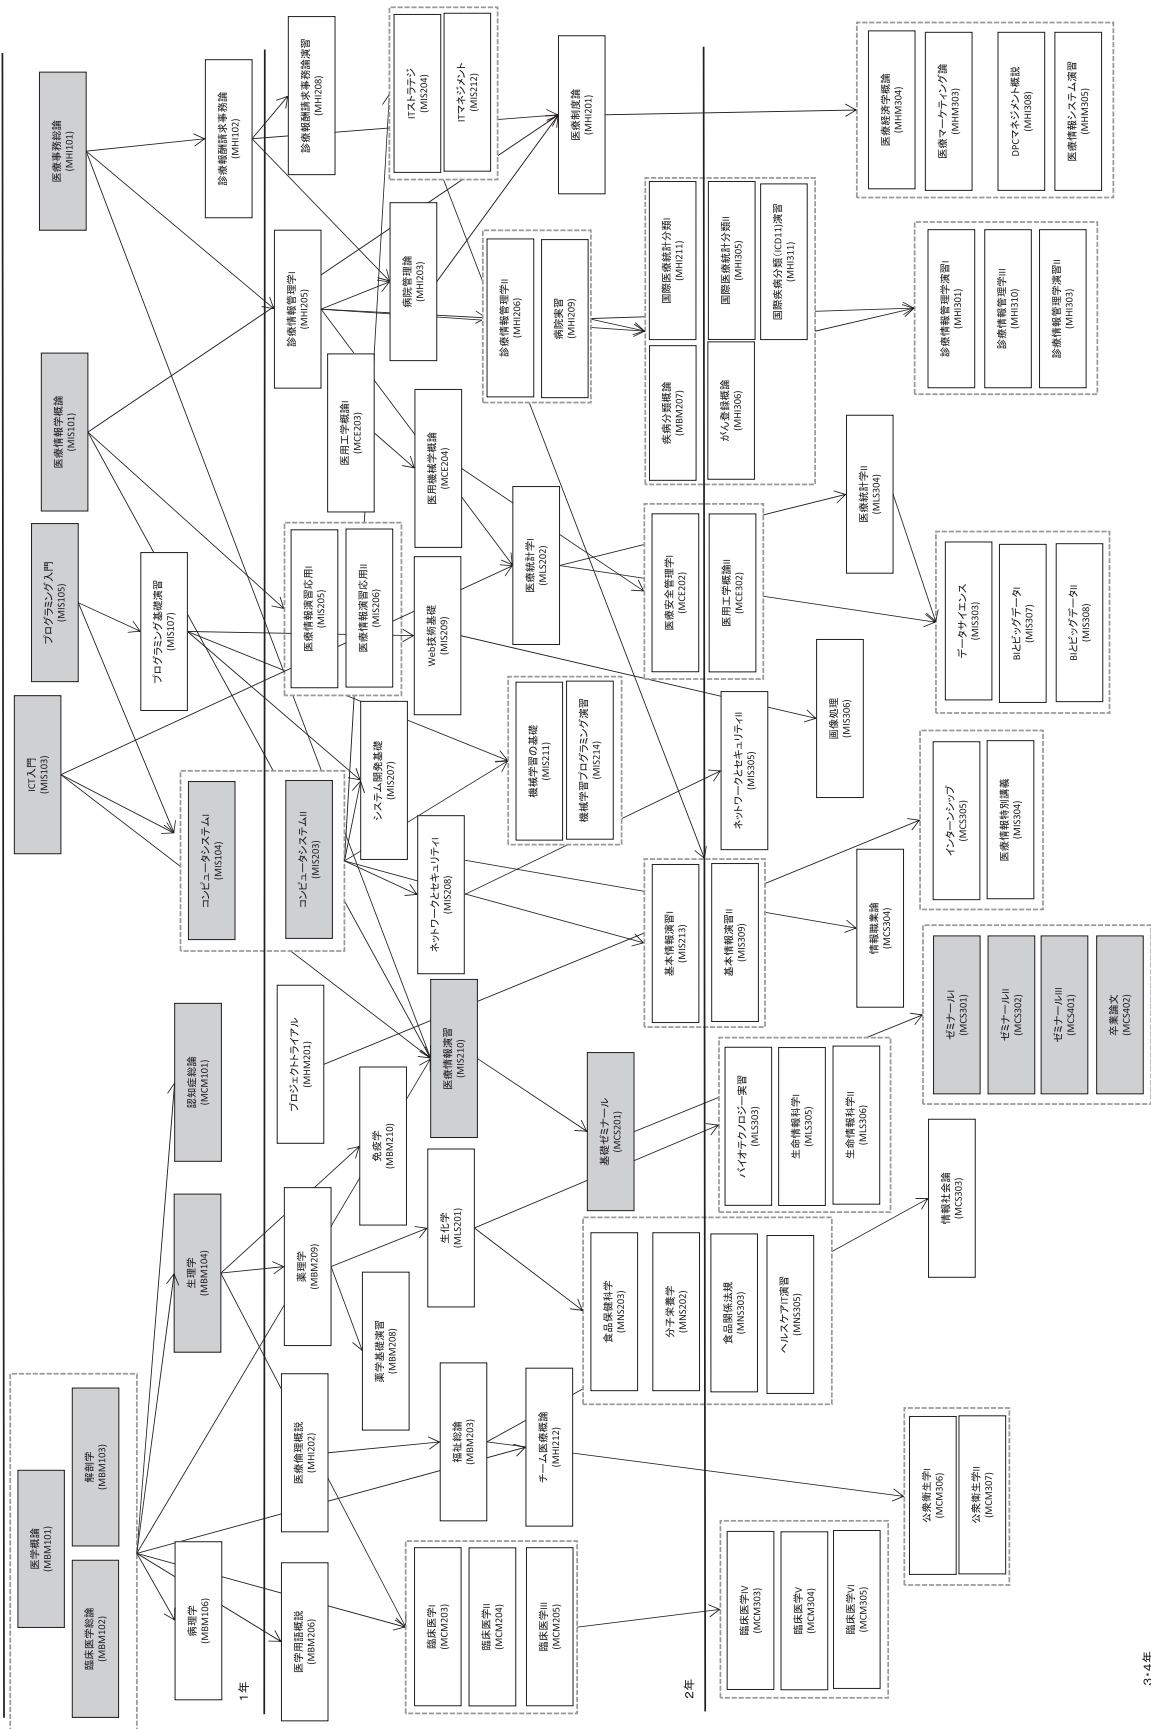 医学概論
(MBM101)
臨床医学総論
(MBM102)
解剖学
(MBM103)
ICT入門
(MIS103)
プログラミング入門
(MIS105)
医療情報学概論
(MIS101)
医療事務総論
(MHI101)
病理学
(MBM106)
生理学
(MBM104)
認知症総論
(MCM101)
コンピュータシステムI
(MIS104)
プログラミング基礎演習
(MIS107)
診療報酬請求事務論
(MHI102)
1年
医学用語概説
(MBM206)
医療倫理概説
(MHI202)
薬理学
(MBM209)
プロジェクトトライアル
(MHM201)
コンピュータシステムII
(MIS203)
医療情報演習応用I
(MIS205)
医療情報演習応用II
(MIS206)
診療情報管理学I
(MHI205)
診療報酬請求事務論演習
(MHI208)
薬学基礎演習
(MBM208)
免疫学
(MBM210)
システム開発基礎
(MIS207)
医用工学概論I
(MCE203)
病院管理論
(MHI203)
ITストラテジ
(MIS204)
ITマネジメント
(MIS212)
臨床医学I
(MCM203)
臨床医学II
(MCM204)
臨床医学III
(MCM205)
福祉総論
(MBM203)
生化学
(MLS201)
医療情報演習
(MIS210)
ネットワークとセキュリティI
(MIS208)
Web技術基礎
(MIS209)
医用機械学概論
(MCE204)
チーム医療概論
(MHI212)
機械学習の基礎
(MIS211)
機械学習プログラミング演習
(MIS214)
医療統計学I
(MLS202)
診療情報管理学II
(MHI206)
病院実習
(MHI209)
医療制度論
(MHI201)
食品保健科学
(MNS203)
分子栄養学
(MNS202)
基礎ゼミナール
(MCS201)
基本情報演習I
(MIS213)
医療安全管理学I
(MCE202)
疾病分類概論
(MBM207)
国際医療統計分類I
(MHI211)
2年
臨床医学IV
(MCM303)
臨床医学V
(MCM304)
臨床医学VI
(MCM305)
食品関係法規
(MNS303)
ヘルスケアIT演習
(MNS305)
バイオテクノロジー実習
(MLS303)
生命情報科学I
(MLS305)
生命情報科学II
(MLS306)
基本情報演習II
(MIS309)
ネットワークとセキュリティII
(MIS305)
医用工学概論II
(MCE302)
がん登録概論
(MHI306)
国際医療統計分類II
(MHI305)
国際疾病分類(ICD11)演習
(MHI311)
情報職業論
(MCS304)
画像処理
(MIS306)
医療統計学II
(MLS304)
公衆衛生学I
(MCM306)
公衆衛生学II
(MCM307)
情報社会論
(MCS303)
ゼミナールI
(MCS301)
ゼミナールII
(MCS302)
ゼミナールIII
(MCS401)
卒業論文
(MCS402)
インターンシップ
(MCS305)
医療情報特別講義
(MIS304)
データサイエンス
(MIS303)
BIとビッグデータI
(MIS307)
BIとビッグデータII
(MIS308)
診療情報管理学演習I
(MHI301)
診療情報管理学III
(MHI310)
診療情報管理学演習II
(MHI303)
医療経済学概論
(MHM304)
医療マーケティング論
(MHM303)
DPCマネジメント概説
(MHI308)
医療情報システム演習
(MHM305)
3・4年